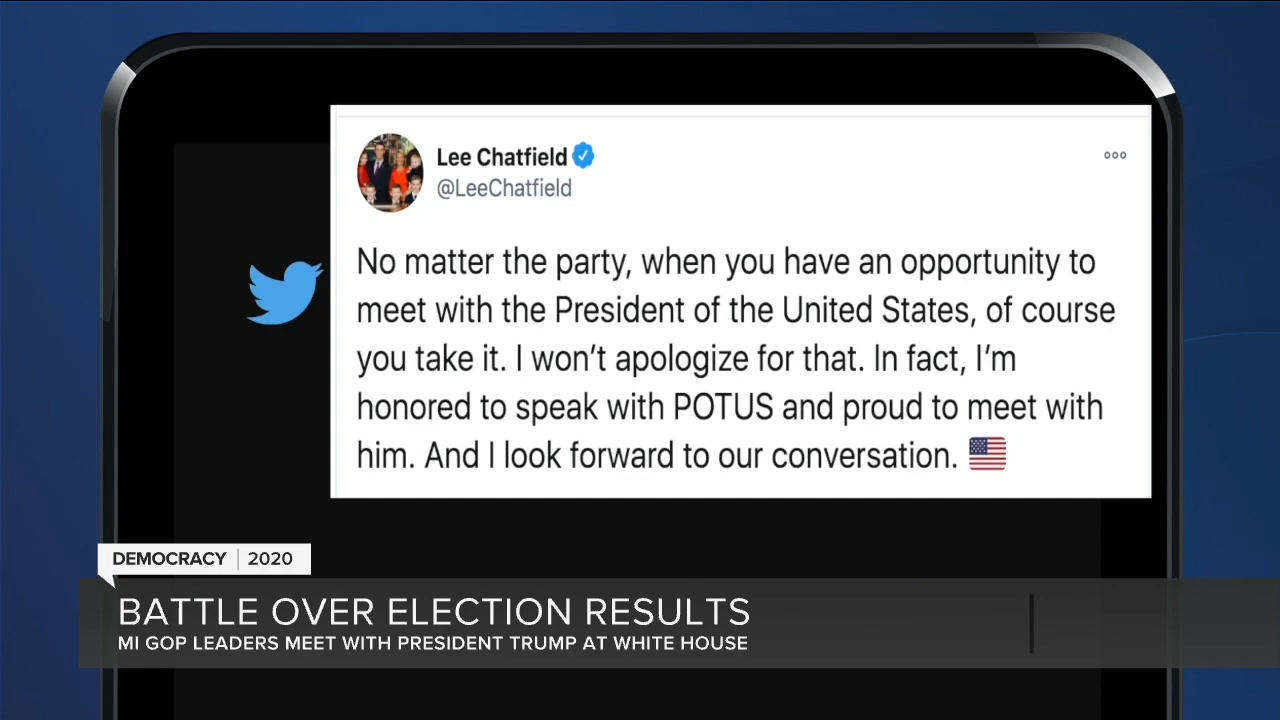 Lee Chatfield
@LeeChatfield
No matter the party, when you have an opportunity to
meet with the President of the United States, of course
you take it. I won’t apologize for that. In fact, I’m
honored to speak with POTUS and proud to meet with
him. And I look forward to our conversation. 🇺🇸
DEMOCRACY | 2020
BATTLE OVER ELECTION RESULTS
MI GOP LEADERS MEET WITH PRESIDENT TRUMP AT WHITE HOUSE